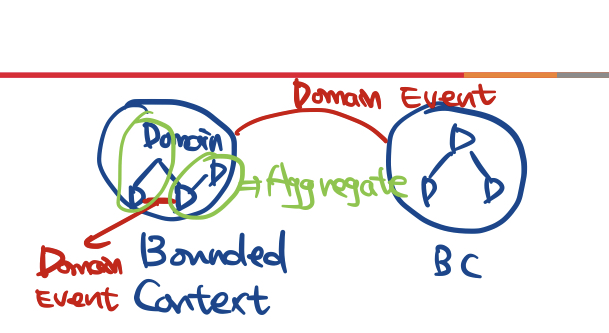 Domain Event
Domain
D
D
D
D
D
D
⇒ Aggregate
Domain
Event
Bounded
Context
BC